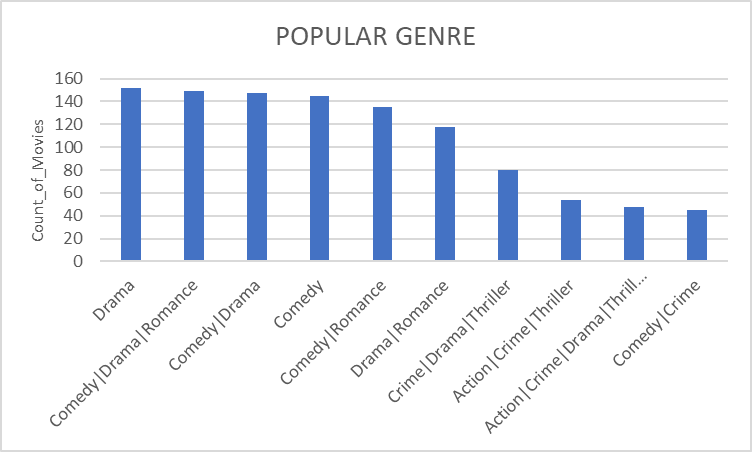 POPULAR GENRE
Count_of_Movies
160
140
120
100
80
60
40
20
0
Drama
Comedy|Drama|Romance
Comedy|Drama
Comedy
Comedy|Romance
Drama|Romance
Crime|Drama|Thriller
Action|Crime|Thriller
Action|Crime|Drama|Thrill...
Comedy|Crime